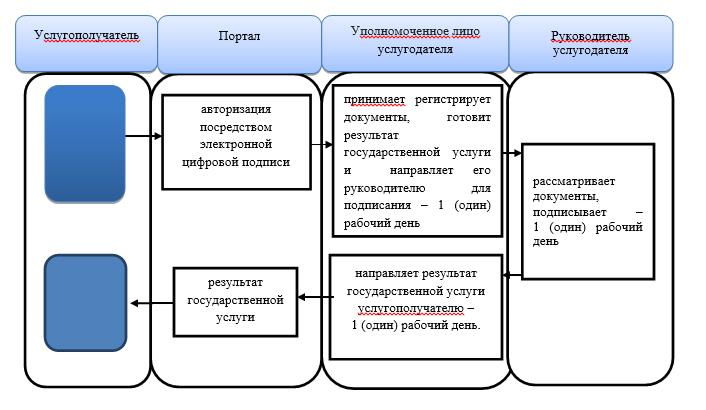 Услугополучатель
Портал
Уполномоченное лицо
услугодателя
Руководитель
услугодателя
авторизация
посредством
электронной
цифровой подписи
принимает регистрирует
документы, готовит
результат
государственной услуги
и направляет его
руководителю для
подписания – 1 (один)
рабочий день
рассматривает
документы,
подписывает –
1 (один) рабочий
день
направляет результат
государственной услуги
услугополучателю –
1 (один) рабочий день.
результат
государственной
услуги